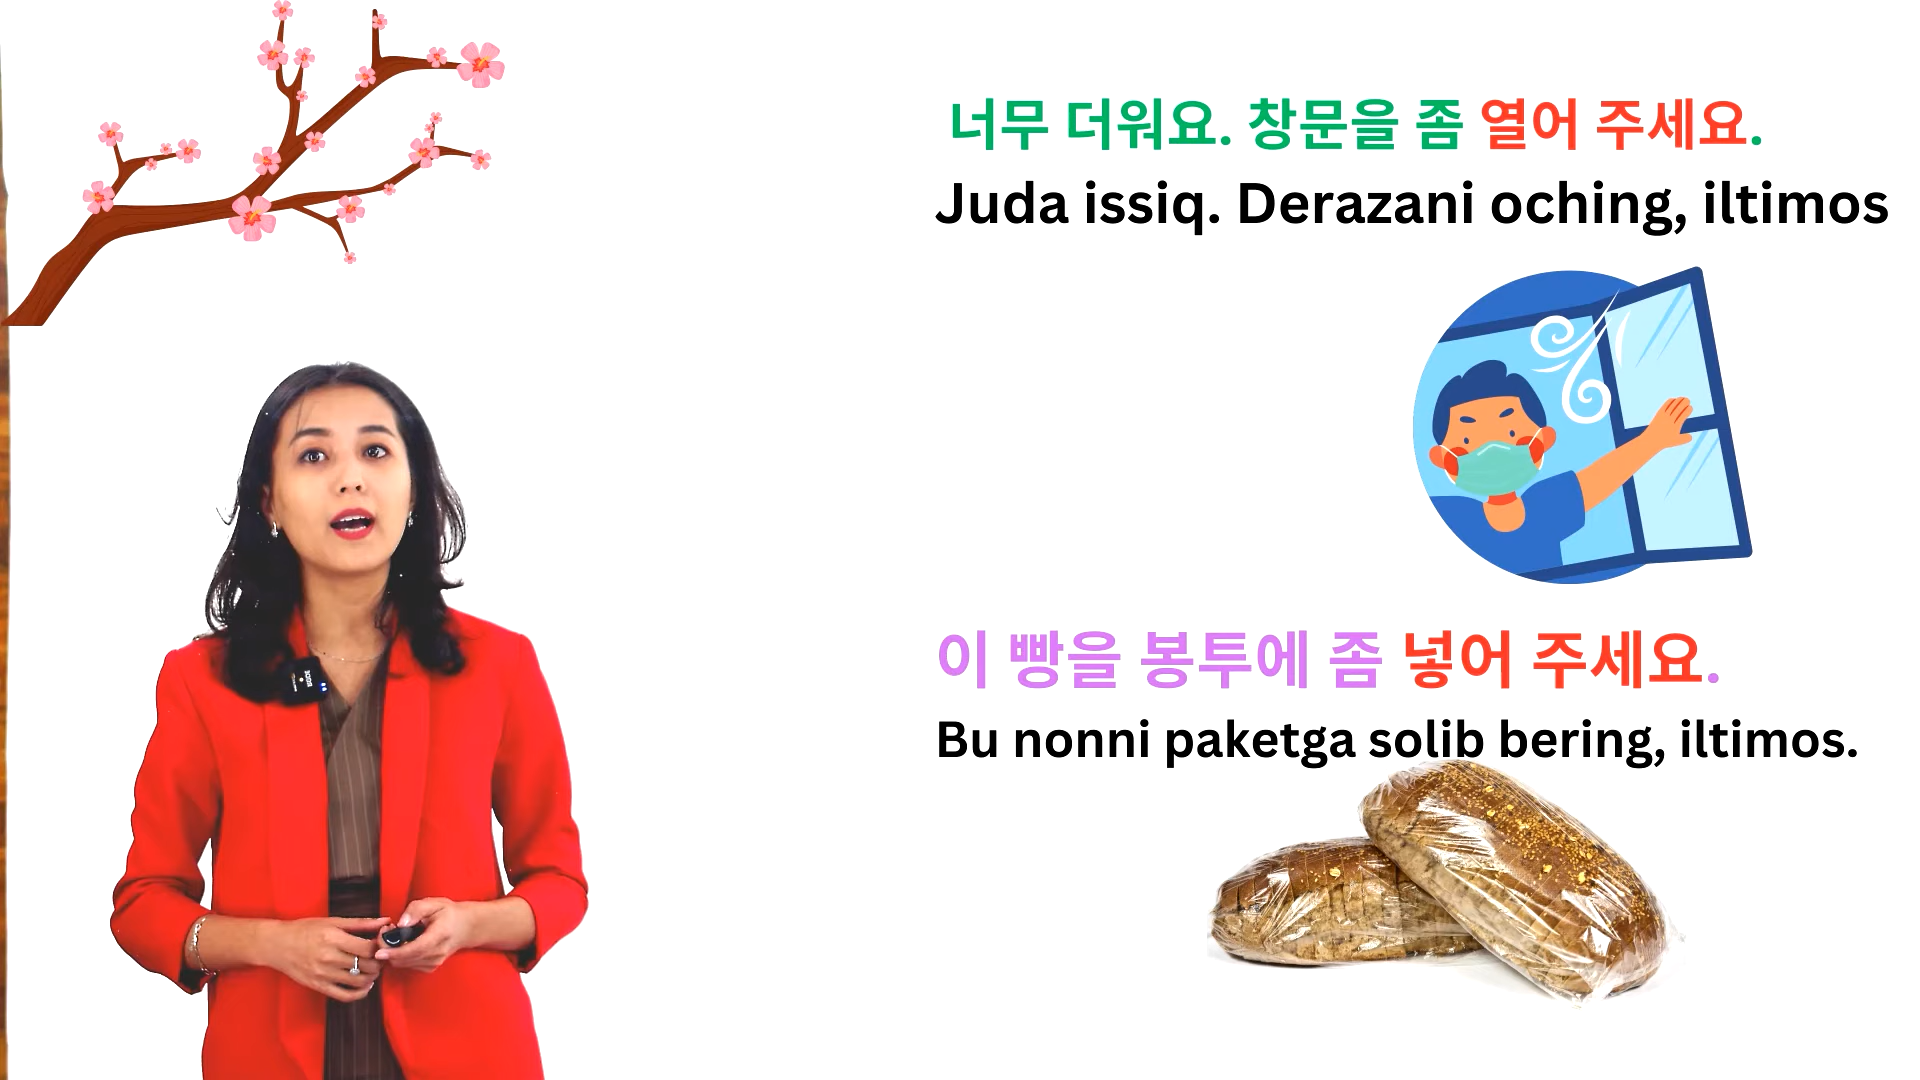 너무 더워요. 창문을 좀 열어 주세요.
Juda issiq. Derazani oching, iltimos
이 빵을 봉투에 좀 넣어 주세요.
Bu nonni paketga solib bering, iltimos.